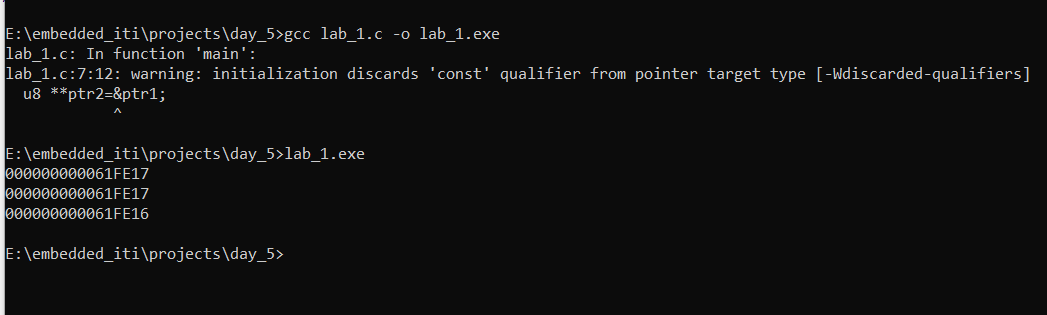 E:\embedded_iti\projects\day_5>gcc lab_1.c -o lab_1.exe
lab_1.c: In function 'main':
lab_1.c:7:12: warning: initialization discards 'const' qualifier from pointer target type [-Wdiscarded-qualifiers]
  u8 **ptr2=&ptr1;
            ^
E:\embedded_iti\projects\day_5>lab_1.exe
000000000061FE17
000000000061FE17
000000000061FE16
E:\embedded_iti\projects\day_5>